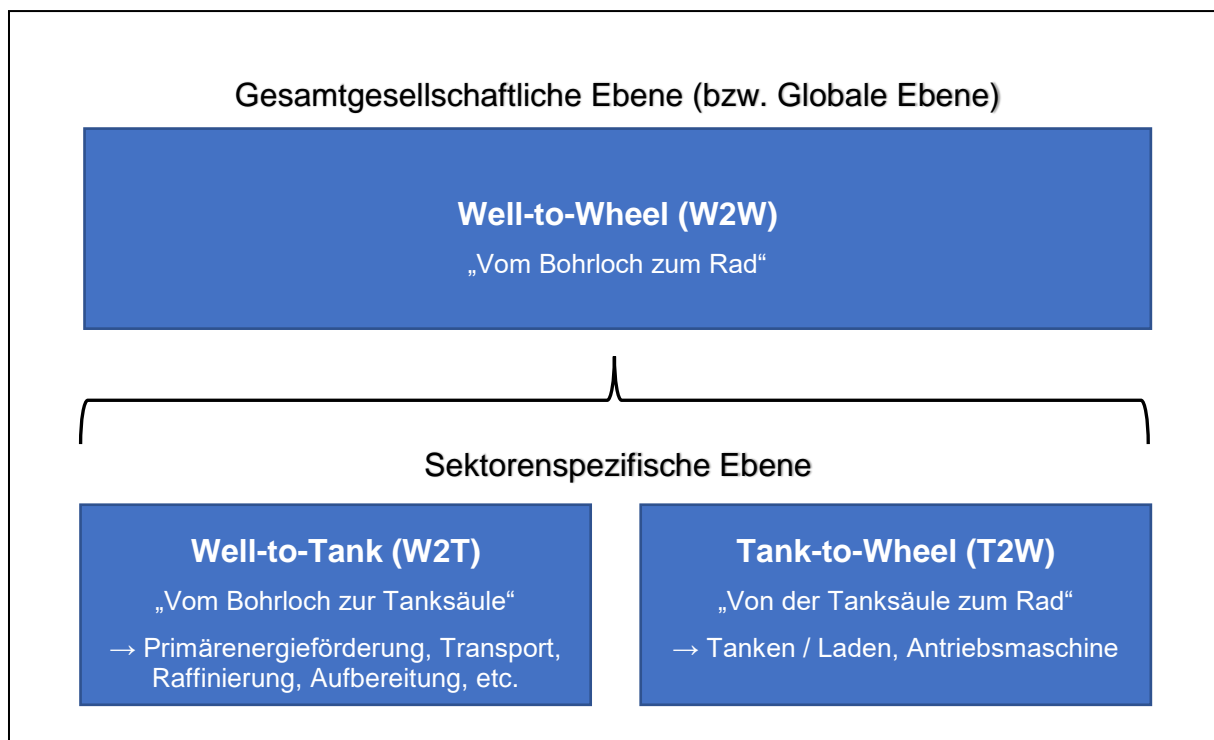 Gesamtgesellschaftliche Ebene (bzw. Globale Ebene)
Well-to-Wheel (W2W)
„Vom Bohrloch zum Rad“
Sektorenspezifische Ebene
Well-to-Tank (W2T)
„Vom Bohrloch zur Tanksäule“
→ Primärenergieförderung, Transport,
Raffinierung, Aufbereitung, etc.
Tank-to-Wheel (T2W)
„Von der Tanksäule zum Rad“
→ Tanken / Laden, Antriebsmaschine